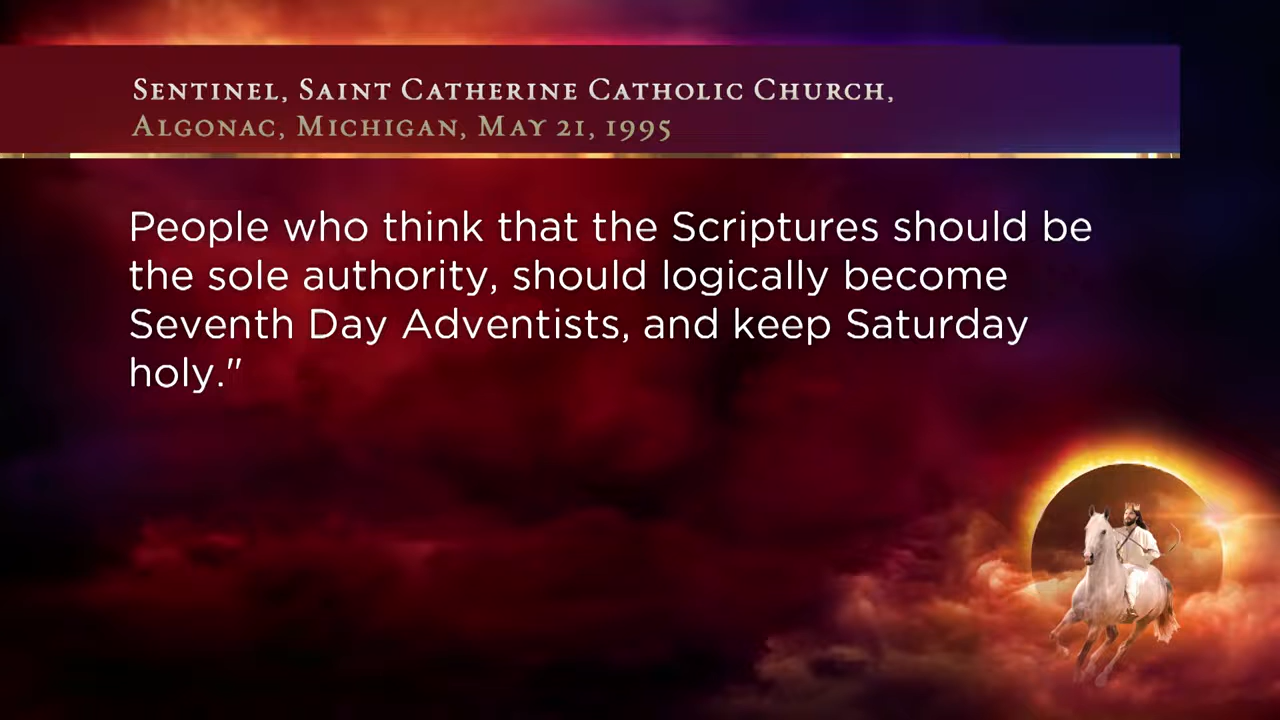 Sentinel, Saint Catherine Catholic Church,
Algonac, Michigan, May 21, 1995
People who think that the Scriptures should be
the sole authority, should logically become
Seventh Day Adventists, and keep Saturday
holy."